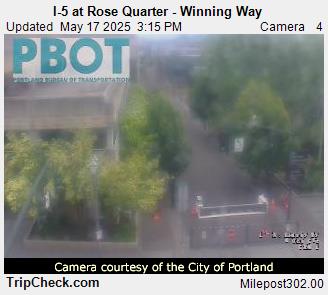 I-5 at Rose Quarter - Winning Way
Updated May 17 2025 3:15 PM Camera 4
PBOT
PORTLAND BUREAU OF TRANSPORTATION
Camera courtesy of the City of Portland
TripCheck.com Milepost302.00